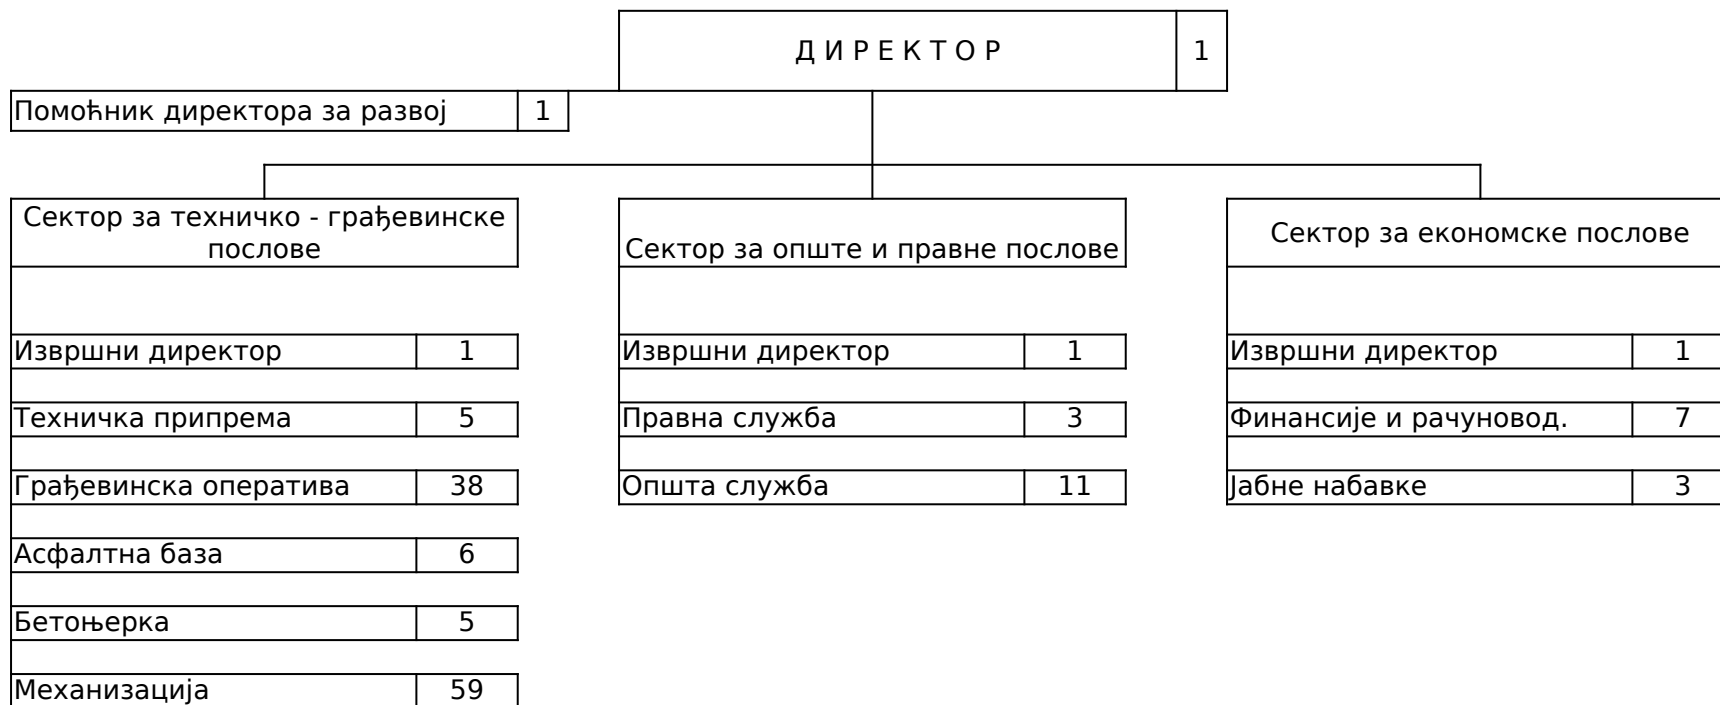 Д И Р Е К Т О Р 1
Помоћник директора за развој 1
Сектор за техничко - грађевинске
послове
Извршни директор 1
Техничка припрема 5
Грађевинска оператива 38
Асфалтна база 6
Бетоњерка 5
Механизација 59
Сектор за опште и правне послове
Извршни директор 1
Правна служба 3
Општа служба 11
Сектор за економске послове
Извршни директор 1
Финансије и рачуновод. 7
Јабне набавке 3